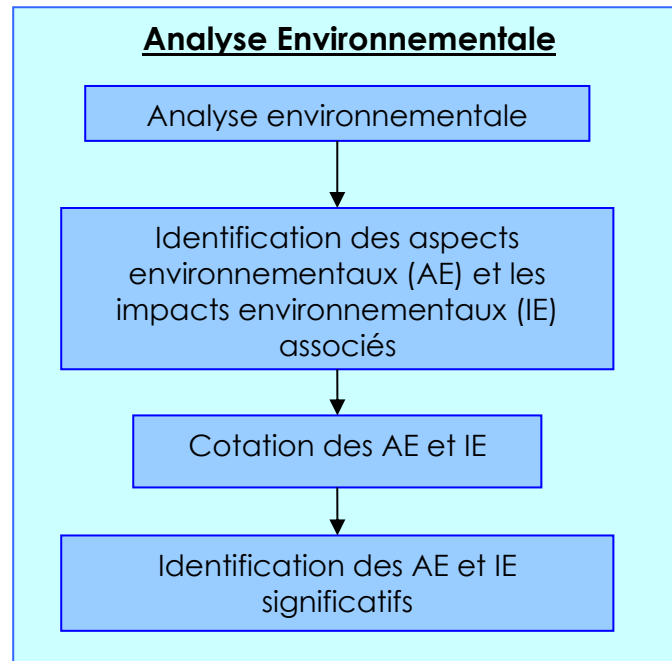 Analyse Environnementale
Analyse environnementale
Identification des aspects
environnementaux (AE) et les
impacts environnementaux (IE)
associés
Cotation des AE et IE
Identification des AE et IE
significatifs